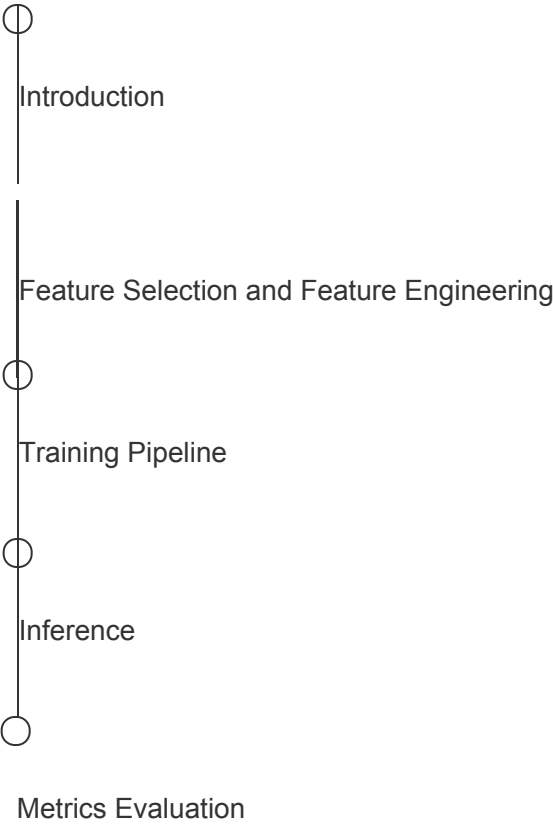 Introduction
Feature Selection and Feature Engineering
Training Pipeline
Inference
Metrics Evaluation